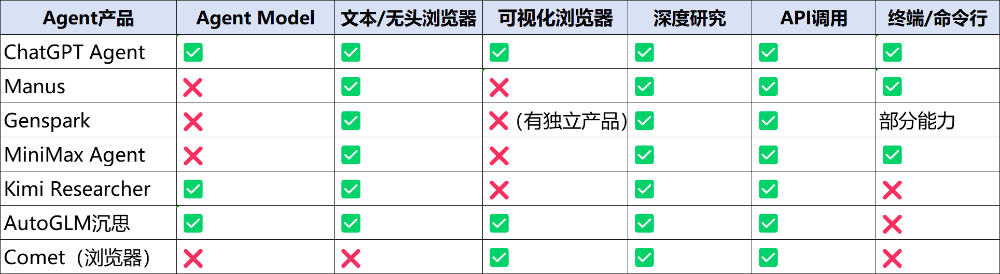 Agent产品 Agent Model 文本/无头浏览器 可视化浏览器 深度研究 API调用 终端/命令行
ChatGPT Agent ✅ ✅ ✅ ✅ ✅ ✅
Manus ❌ ✅ ❌ ✅ ✅ ✅
Genspark ❌ ✅ ❌（有独立产品） ✅ ✅ 部分能力
MiniMax Agent ❌ ✅ ❌ ✅ ✅ ✅
Kimi Researcher ✅ ✅ ❌ ✅ ✅ ❌
AutoGLM沉思 ✅ ✅ ✅ ✅ ✅ ❌
Comet（浏览器） ❌ ❌ ✅ ✅ ✅ ❌